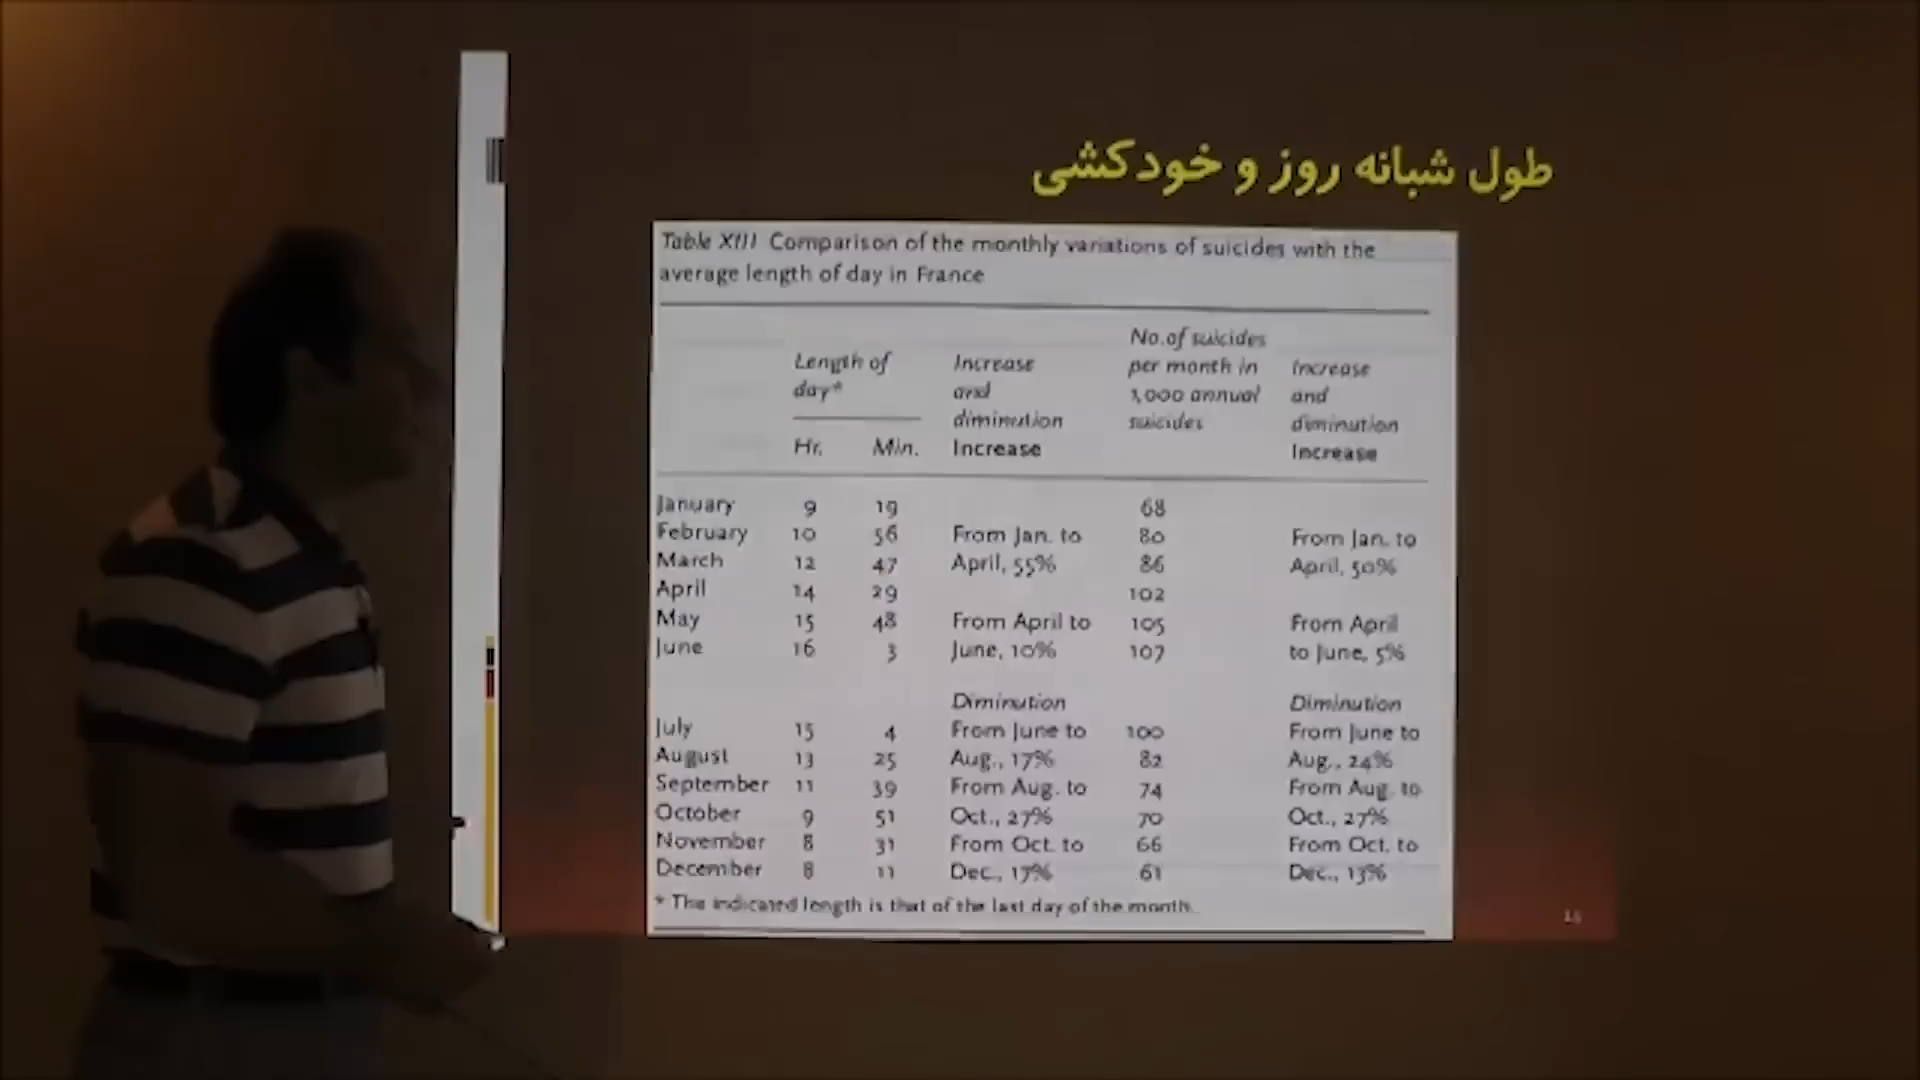 طول شبانه روز و خودکشی
Table XIII Comparison of the monthly variations of suicides with the
average length of day in France
Length of day* Increase and diminution No. of suicides per month in 1,000 annual suicides Increase and diminution
Hr. Min. Increase Increase
January 9 19 68
February 10 56 From Jan. to 80 From Jan. to
March 12 47 April, 55% 86 April, 50%
April 14 29 102
May 15 48 From April to 105 From April
June 16 3 June, 10% 107 to June, 5%
Diminution Diminution
July 15 4 From June to 100 From June to
August 13 25 Aug., 17% 82 Aug., 24%
September 11 39 From Aug. to 74 From Aug. to
October 9 51 Oct., 27% 70 Oct., 27%
November 8 31 From Oct. to 66 From Oct. to
December 8 11 Dec., 17% 61 Dec., 13%
* The indicated length is that of the last day of the month.